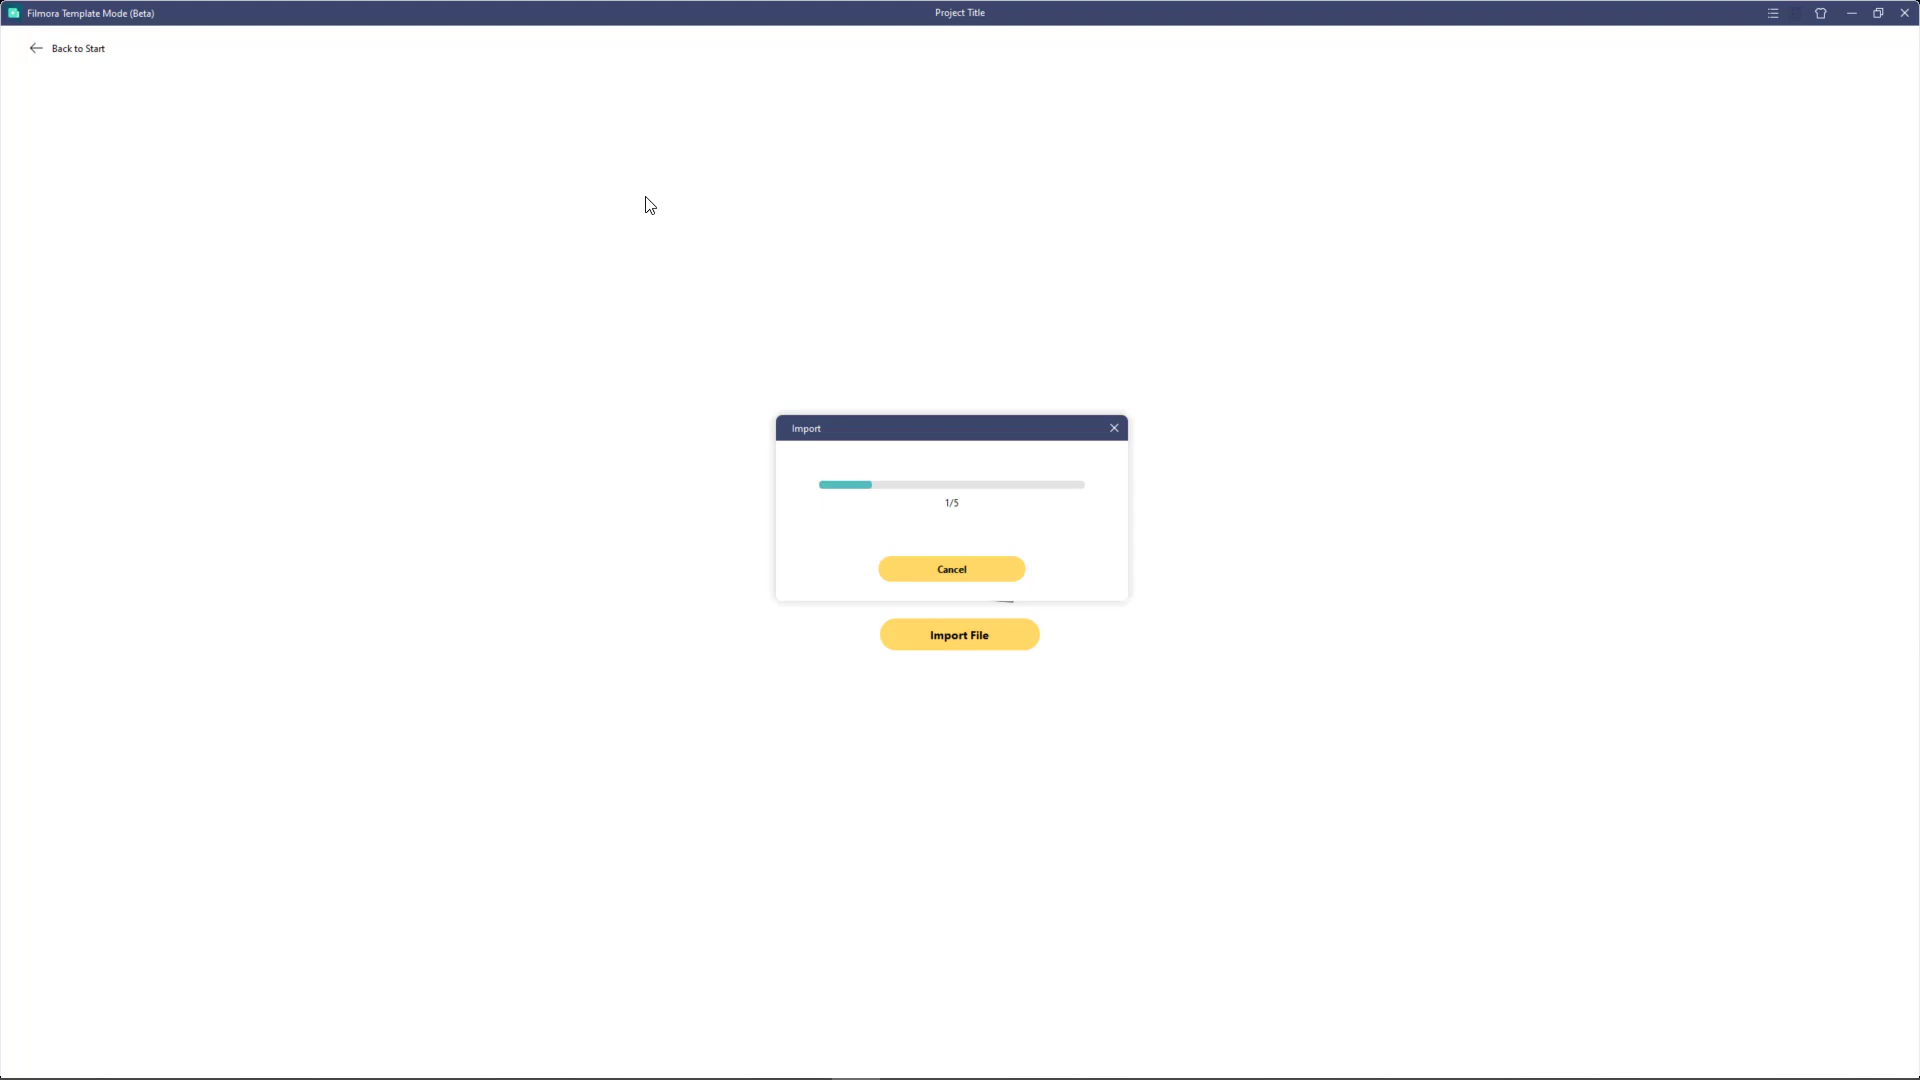 Filmora Template Mode (Beta)
Project Title
Back to Start
Import
1/5
Cancel
Import File